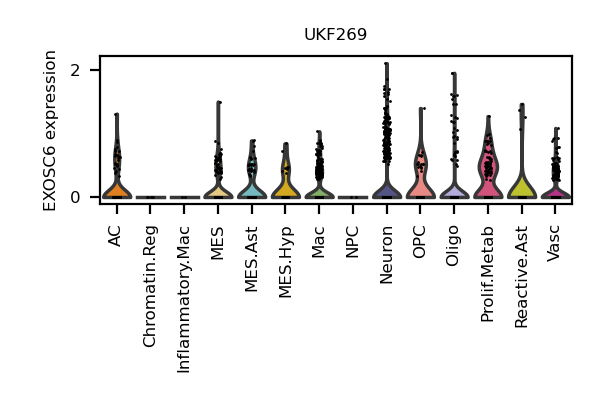 UKF269
EXOSC6 expression
2
0
AC
Chromatin.Reg
Inflammatory.Mac
MES
MES.Ast
MES.Hyp
Mac
NPC
Neuron
OPC
Oligo
Prolif.Metab
Reactive.Ast
Vasc